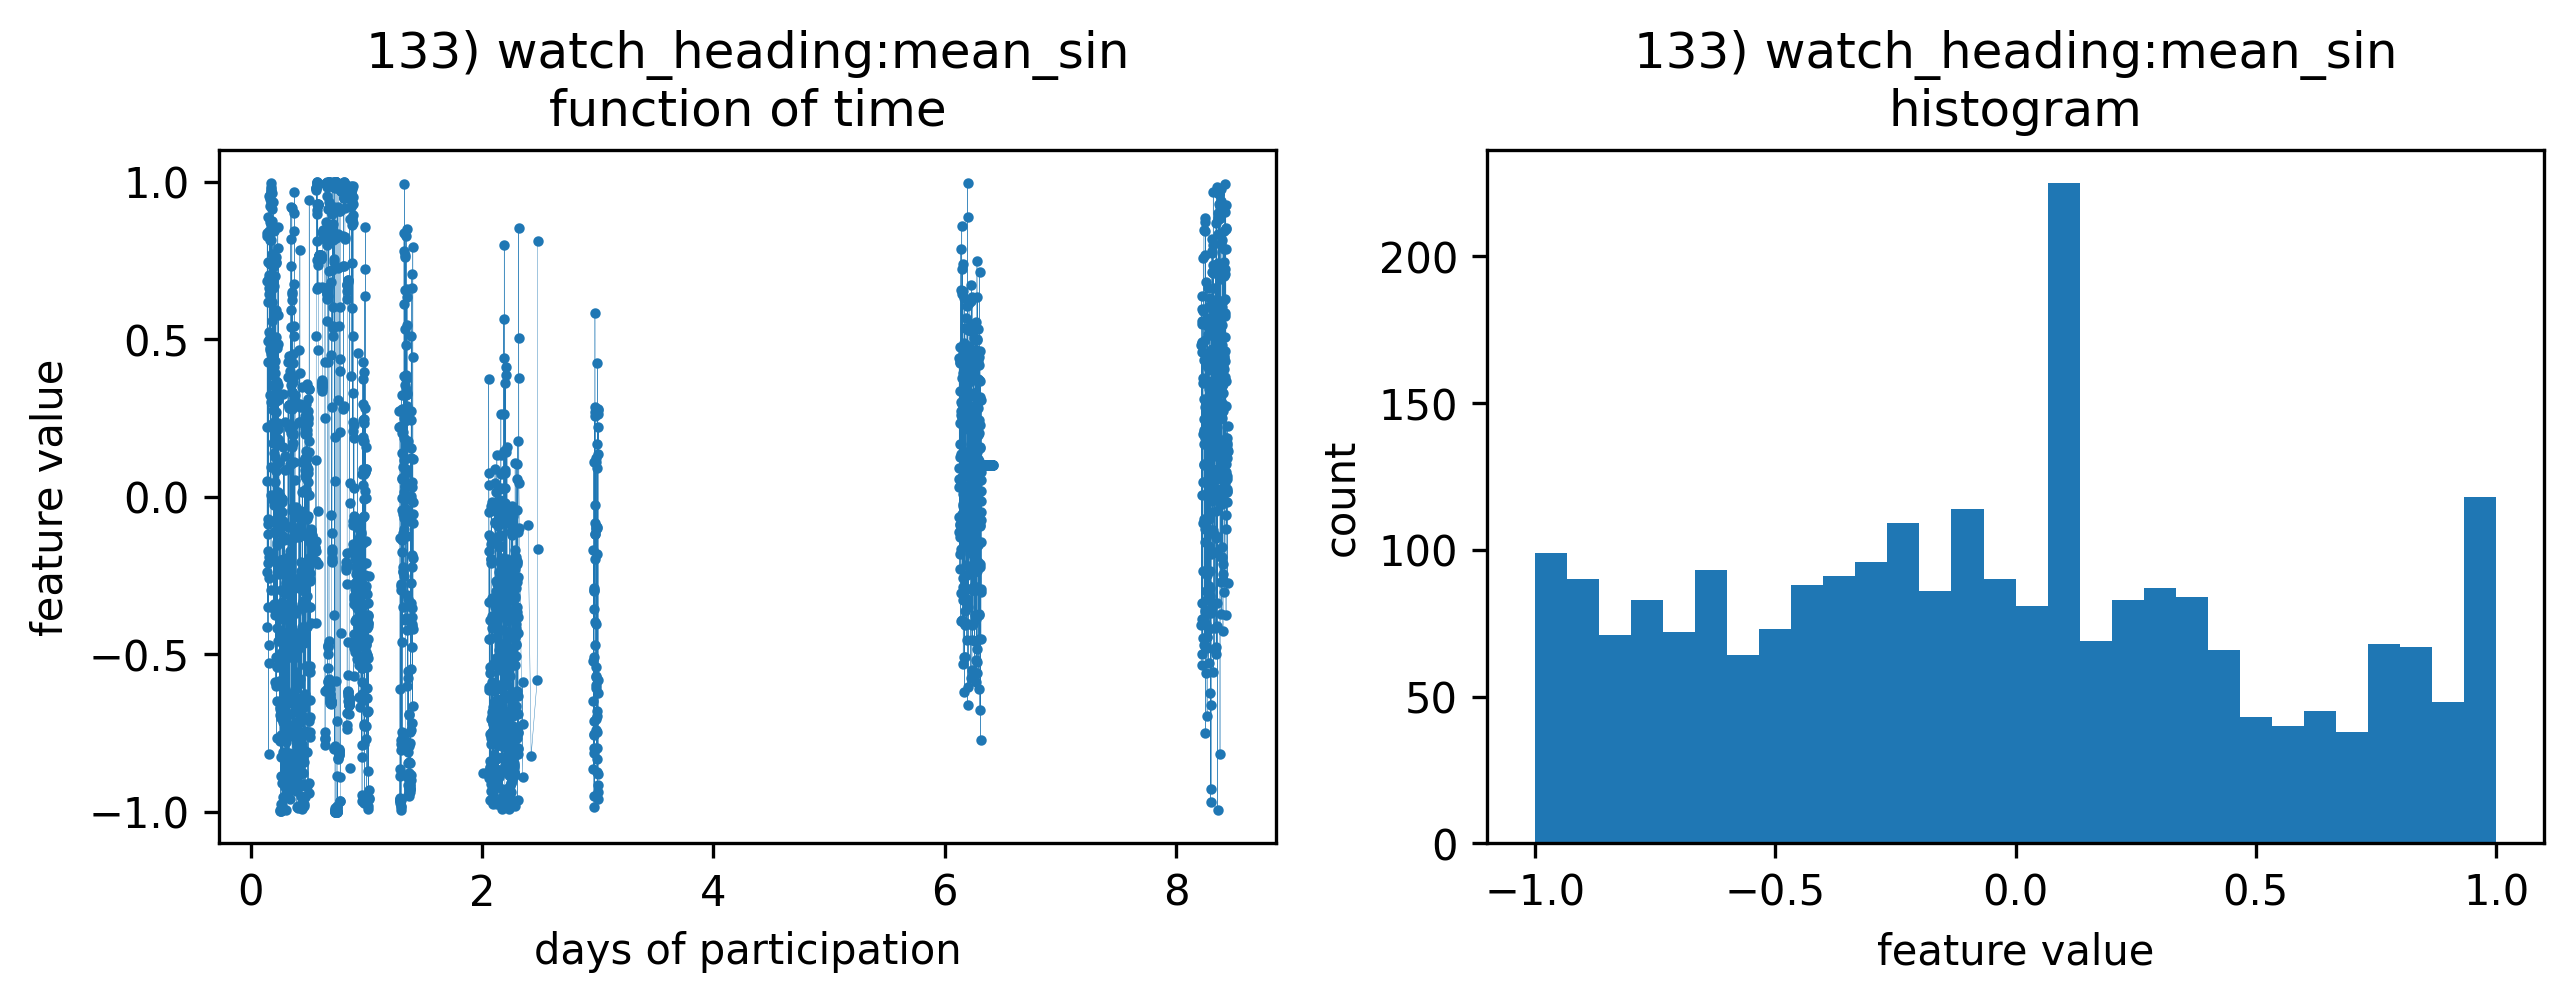 133) watch_heading:mean_sin
function of time
1.0
0.5
0.0
−0.5
−1.0
feature value
0 2 4 6 8
days of participation
133) watch_heading:mean_sin
histogram
200
150
100
50
0
count
−1.0 −0.5 0.0 0.5 1.0
feature value